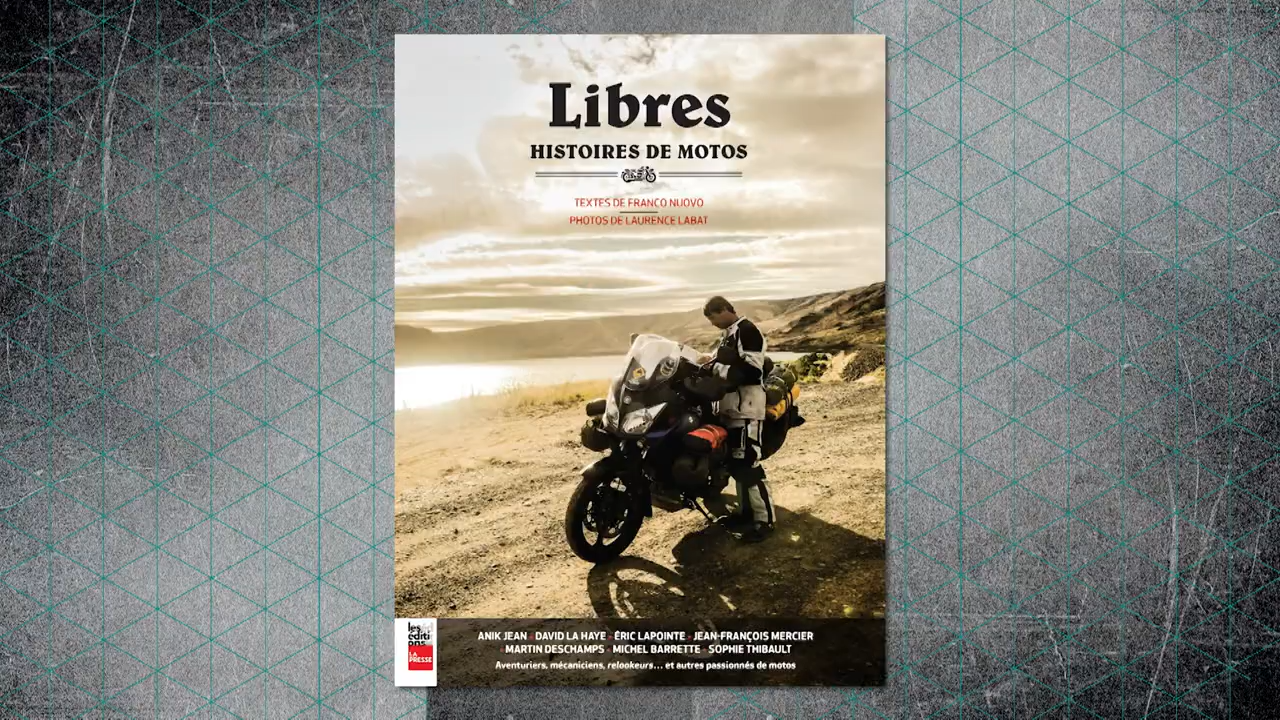 Libres
HISTOIRES DE MOTOS
TEXTES DE FRANCO NUOVO
PHOTOS DE LAURENCE LABAT
les éditions
LA PRESSE
ANIK JEAN · DAVID LA HAYE · ÉRIC LAPOINTE · JEAN-FRANÇOIS MERCIER
MARTIN DESCHAMPS · MICHEL BARRETTE · SOPHIE THIBAULT
Aventuriers, mécaniciens, relookeurs... et autres passionnés de motos